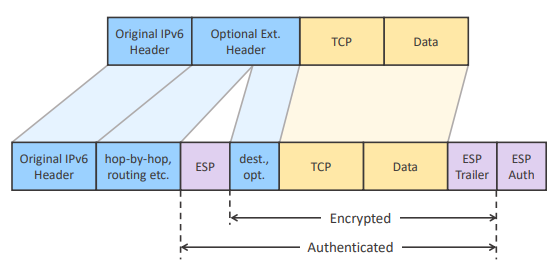 Original IPv6
Header
Optional Ext.
Header
TCP
Data
Original IPv6
Header
hop-by-hop,
routing etc.
ESP
dest.,
opt.
TCP
Data
ESP
Trailer
ESP
Auth
Encrypted
Authenticated